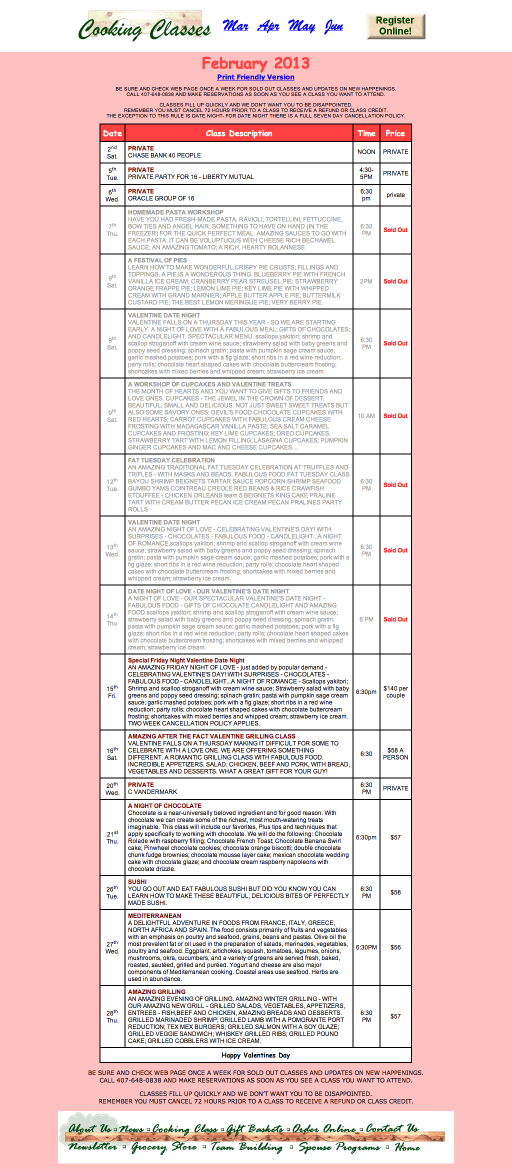 Cooking Classes Mar Apr May Jun Register
Online!
February 2013
Print Friendly Version
BE SURE AND CHECK WEB PAGE ONCE A WEEK FOR SOLD OUT CLASSES AND UPDATES ON NEW HAPPENINGS.
CALL 407-648-0838 AND MAKE RESERVATIONS AS SOON AS YOU SEE A CLASS YOU WANT TO ATTEND.
CLASSES FILL UP QUICKLY AND WE DON'T WANT YOU TO BE DISAPPOINTED.
REMEMBER YOU MUST CANCEL 72 HOURS PRIOR TO A CLASS TO RECEIVE A REFUND OR CLASS CREDIT.
THE EXCEPTION TO THIS RULE IS DATE NIGHT- FOR DATE NIGHT THERE IS A FULL SEVEN DAY CANCELLATION POLICY.
Date Class Description Time Price
2nd Sat. PRIVATE NOON PRIVATE
CHASE BANK 40 PEOPLE
5th Tue. PRIVATE 4:30-5PM PRIVATE
PRIVATE PARTY FOR 16 - LIBERTY MUTUAL
6th Wed. PRIVATE 6:30 pm private
ORACLE GROUP OF 16
7th Thu. HOMEMADE PASTA WORKSHOP 6:30 PM Sold Out
HAVE YOU HAD FRESH-MADE PASTA, RAVIOLI, TORTELLINI, FETTUCCINE,
BOW TIES AND ANGEL HAIR. SOMETHING TO HAVE ON HAND (IN THE
FREEZER) FOR THE QUICK PERFECT MEAL. AMAZING SAUCES TO GO WITH
EACH PASTA. IT CAN BE VOLUPTUOUS WITH CHEESE RICH BECHAMEL
SAUCE; AN AMAZING TOMATO; A RICH, HEARTY BOLANNESE
9th Sat. A FESTIVAL OF PIES 2PM Sold Out
LEARN HOW TO MAKE WONDERFUL,CRISPY PIE CRUSTS; FILLINGS AND
TOPPINGS. A PIE IS A WONDEROUS THING. BLUEBERRY PIE WITH FRENCH
VANILLA ICE CREAM; CRANBERRY PEAR STREUSEL PIE; STRAWBERRY
ORANGE FRAPPE PIE; LEMON LIME PIE; KEY LIME PIE WITH WHIPPED
CREAM WITH GRAND MARNIER; APPLE BUTTER APPLE PIE; BUTTERMILK
CUSTARD PIE; THE BEST LEMON MERINGUE PIE; VERY BERRY PIE.
9th Sat. VALENTINE DATE NIGHT 6:30 PM Sold Out
VALENTINE FALLS ON A THURSDAY THIS YEAR - SO WE ARE STARTING
EARLY. A NIGHT OF LOVE WITH A FABULOUS MEAL; GIFTS OF CHOCOLATES;
AND CANDLELIGHT. SPECTACULAR MENU. scallops yakitori; shrimp and
scallop stroganoff with cream wine sauce; strawberry salad with baby greens and
poppy seed dressing; spinach gratin; pasta with pumpkin sage cream sauce;
garlic mashed potatoes; pork w a fig glaze; short ribs in a red wine reduction;
party rolls; chocolate heart shaped cakes with chocolate buttercream frosting;
shortcakes with mixed berries and whipped cream; strawberry ice cream.
9th Sat. A WORKSHOP OF CUPCAKES AND VALENTINE TREATS 10 AM Sold Out
THE MONTH OF HEARTS AND YOU WANT TO GIVE GIFTS TO FRIENDS AND
LOVE ONES. CUPCAKES - THE JEWEL IN THE CROWN OF DESSERT.
BEAUTIFUL, SMALL AND DELICIOUS. NOT JUST SWEET SWEET TREATS BUT
ALSO SOME SAVORY ONES: DEVIL'S FOOD CHOCOLATE CUPCAKES WITH
RED HEARTS; CARROT CUPCAKES WITH FABULOUS CREAM CHEESE
FROSTING WITH MADAGASCAR VANILLA PASTE; SEA SALT CARAMEL
CUPCAKES AND FROSTING; KEY LIME CUPCAKES; OREO CUPCAKES,
STRAWBERRY TART WITH LEMON FILLING; LASAGNA CUPCAKES; PUMPKIN
GINGER CUPCAKES AND MAC AND CHEESE CUPCAKES...
12th Tue. FAT TUESDAY CELEBRATION 6:30 PM Sold Out
AN AMAZING TRADITIONAL FAT TUESDAY CELEBRATION AT TRUFFLES AND
TRIFLES - WITH MASKS AND BEADS. FABULOUS FOOD.FAT TUESDAY CLASS
BAYOU SHRIMP BEIGNETS TARTAR SAUCE POPCORN SHRIMP SEAFOOD
GUMBO YAMS COINTREAU CREOLE RED BEANS & RICE CRAWFISH
ETOUFFEE - CHICKEN ORLEANS team 5 BEIGNETS KING CAKE PRALINE
TART WITH CREAM BUTTER PECAN ICE CREAM PECAN PRALINES PARTY
ROLLS
13th Wed. VALENTINE DATE NIGHT 6:30 PM Sold Out
AN AMAZING NIGHT OF LOVE - CELEBRATING VALENTINE'S DAY! WITH
SURPRISES - CHOCOLATES - FABULOUS FOOD - CANDLELIGHT...A NIGHT
OF ROMANCE.scallops yakitori; shrimp and scallop stroganoff with cream wine
sauce; strawberry salad with baby greens and poppy seed dressing; spinach
gratin; pasta with pumpkin sage cream sauce; garlic mashed potatoes; pork w a
fig glaze; short ribs in a red wine reduction; party rolls; chocolate heart shaped
cakes with chocolate buttercream frosting; shortcakes with mixed berries and
whipped cream; strawberry ice cream.
14th Thu. DATE NIGHT OF LOVE - OUR VALENTINE'S DATE NIGHT 6 PM Sold Out
A NIGHT OF LOVE - OUR SPECTACULAR VALENTINE'S DATE NIGHT -
FABULOUS FOOD - GIFTS OF CHOCOLATE CANDLELIGHT AND AMAZING
FOOD.scallops yakitori; shrimp and scallop stroganoff with cream wine sauce;
strawberry salad with baby greens and poppy seed dressing; spinach gratin;
pasta with pumpkin sage cream sauce; garlic mashed potatoes; pork w a fig
glaze; short ribs in a red wine reduction; party rolls; chocolate heart shaped cakes
with chocolate buttercream frosting; shortcakes with mixed berries and whipped
cream; strawberry ice cream.
15th Fri. Special Friday Night Valentine Date Night 6:30pm $140 per couple
AN AMAZING FRIDAY NIGHT OF LOVE - just added by popular demand -
CELEBRATING VALENTINE'S DAY! WITH SURPRISES - CHOCOLATES -
FABULOUS FOOD - CANDLELIGHT...A NIGHT OF ROMANCE - Scallops yakitori;
Shrimp and scallop stroganoff with cream wine sauce; Strawberry salad with baby
greens and poppy seed dressing; spinach gratin; pasta with pumpkin sage cream
sauce; garlic mashed potatoes; pork w a fig glaze; short ribs in a red wine
reduction; party rolls; chocolate heart shaped cakes with chocolate buttercream
frosting; shortcakes with mixed berries and whipped cream; strawberry ice cream.
TWO WEEK CANCELLATION POLICY APPLIES.
16th Sat. AMAZING AFTER THE FACT VALENTINE GRILLING CLASS 6:30 $58 A PERSON
VALENTINE FALLS ON A THURSDAY MAKING IT DIFFICULT FOR SOME TO
CELEBRATE WITH A LOVE ONE. WE ARE OFFERING SOMETHING
DIFFERENT. A ROMANTIC GRILLING CLASS WITH FABULOUS FOOD.
INCREDIBLE APPETIZERS, SALAD, CHICKEN, BEEF AND PORK, WITH BREAD,
VEGETABLES AND DESSERTS. WHAT A GREAT GIFT FOR YOUR GUY!
20th Wed. PRIVATE 6:30 PM PRIVATE
C VANDERMARK
21st Thu. A NIGHT OF CHOCOLATE 6:30pm $57
Chocolate is a near-universally beloved ingredient and for good reason. With
chocolate we can create some of the richest, most mouth-watering treats
imaginable. This class will include our favorites, Plus tips and techniques that
apply specifically to working with chocolate. We will do the following: Chocolate
Rolade with raspberry filling; Chocolate French Toast; Chocolate Banana Swirl
cake; Pinwheel chocolate cookies; chocolate orange biscotti; double chocolate
chunk fudge brownies; chocolate mousse layer cake; mexican chocolate wedding
cake with chocolate glaze; and chocolate cream raspberry napoleons with
chocolate drizzle.
26th Tue. SUSHI 6:30 PM $58
YOU GO OUT AND EAT FABULOUS SUSHI BUT DID YOU KNOW YOU CAN
LEARN HOW TO MAKE THESE BEAUTIFUL, DELICIOUS BITES OF PERFECTLY
MADE SUSHI.
27th Wed. MEDITERRANEAN 6:30PM $56
A DELIGHTFUL ADVENTURE IN FOODS FROM FRANCE, ITALY, GREECE,
NORTH AFRICA AND SPAIN. The food consists primarily of fruits and vegetables
with an emphasis on poultry and seafood, grains, beans and pastas. Olive oil the
most prevalent fat or oil used in the preparation of salads, marinades, vegetables,
poultry and seafood. Eggplant, artichokes, squash, tomatoes, legumes, onions,
mushrooms, okra, cucumbers, and a variety of greens are served fresh, baked,
roasted, sautéed, grilled and puréed. Yogurt and cheese are also major
components of Mediterranean cooking. Coastal areas use seafood. Herbs are
used in abundance.
28th Thu. AMAZING GRILLING 6:30 PM $57
AN AMAZING EVENING OF GRILLING. AMAZING WINTER GRILLING - WITH
OUR AMAZING NEW GRILL - GRILLED SALADS, VEGETABLES, APPETIZERS,
ENTREES - FISH,BEEF AND CHICKEN, AMAZING BREADS AND DESSERTS.
GRILLED MARINADED SHRIMP; GRILLED LAMB WITH A POMGRANTE PORT
REDUCTION; TEX MEX BURGERS; GRILLED SALMON WITH A SOY GLAZE;
GRILLED VEGGIE SANDWICH; WHISKEY GRILLED RIBS; GRILLED POUND
CAKE; GRILLED COBBLERS WITH ICE CREAM.
Happy Valentines Day
BE SURE AND CHECK WEB PAGE ONCE A WEEK FOR SOLD OUT CLASSES AND UPDATES ON NEW HAPPENINGS.
CALL 407-648-0838 AND MAKE RESERVATIONS AS SOON AS YOU SEE A CLASS YOU WANT TO ATTEND.
CLASSES FILL UP QUICKLY AND WE DON'T WANT YOU TO BE DISAPPOINTED.
REMEMBER YOU MUST CANCEL 72 HOURS PRIOR TO A CLASS TO RECEIVE A REFUND OR CLASS CREDIT.
About Us News Cooking Class Gift Baskets Order Online Contact Us
Newsletter Grocery Store Team Building Spouse Programs Home